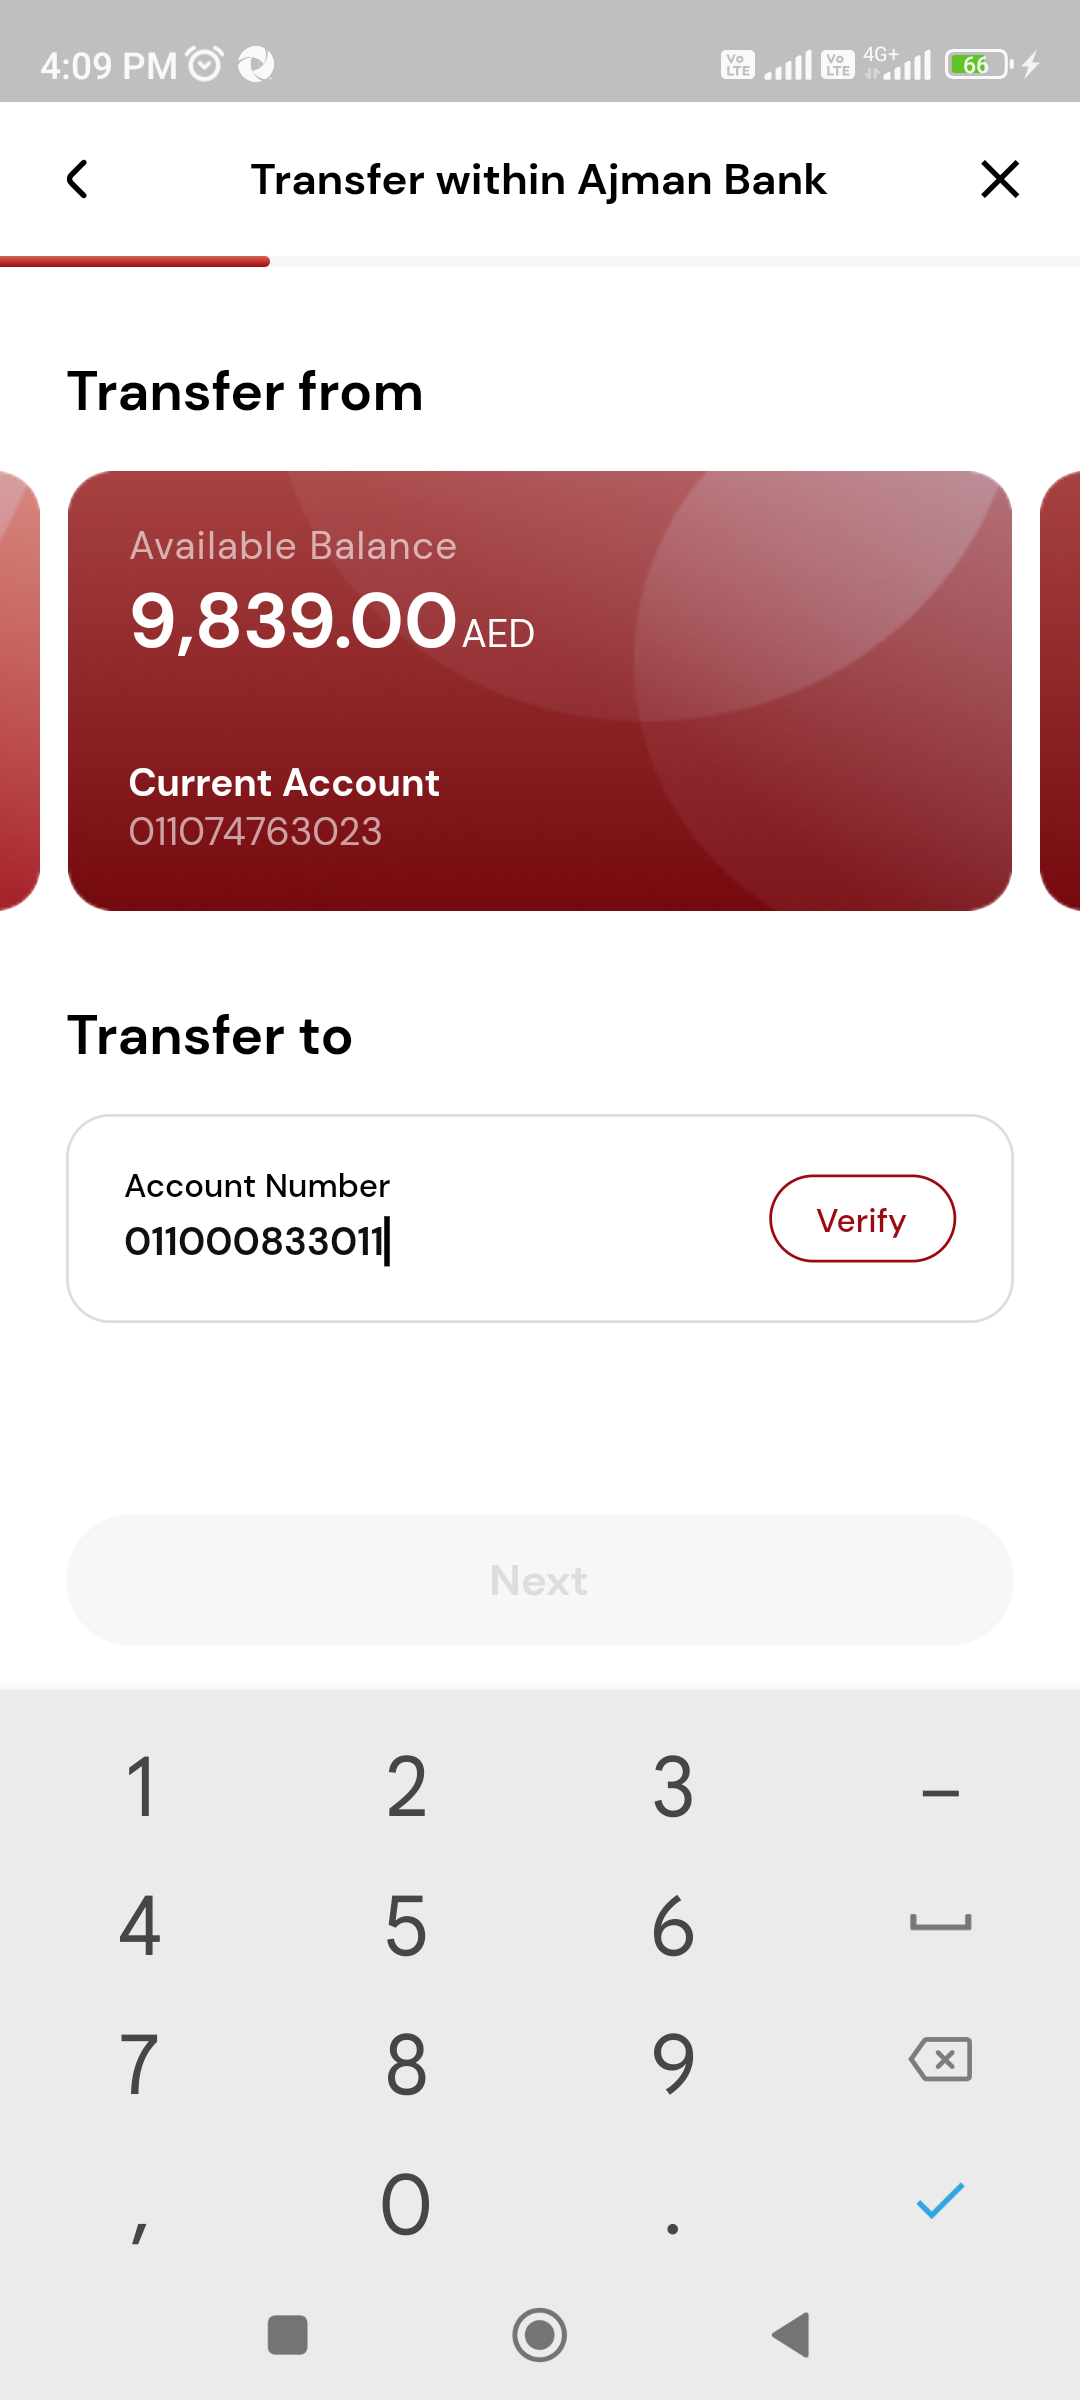 4:09 PM
Vo LTE
Vo LTE
4G+
66
Transfer within Ajman Bank
Transfer from
Available Balance
9,839.00 AED
Current Account
011074763023
Transfer to
Account Number
011000833011
Verify
Next
1 2 3 –
4 5 6
7 8 9
, 0 .